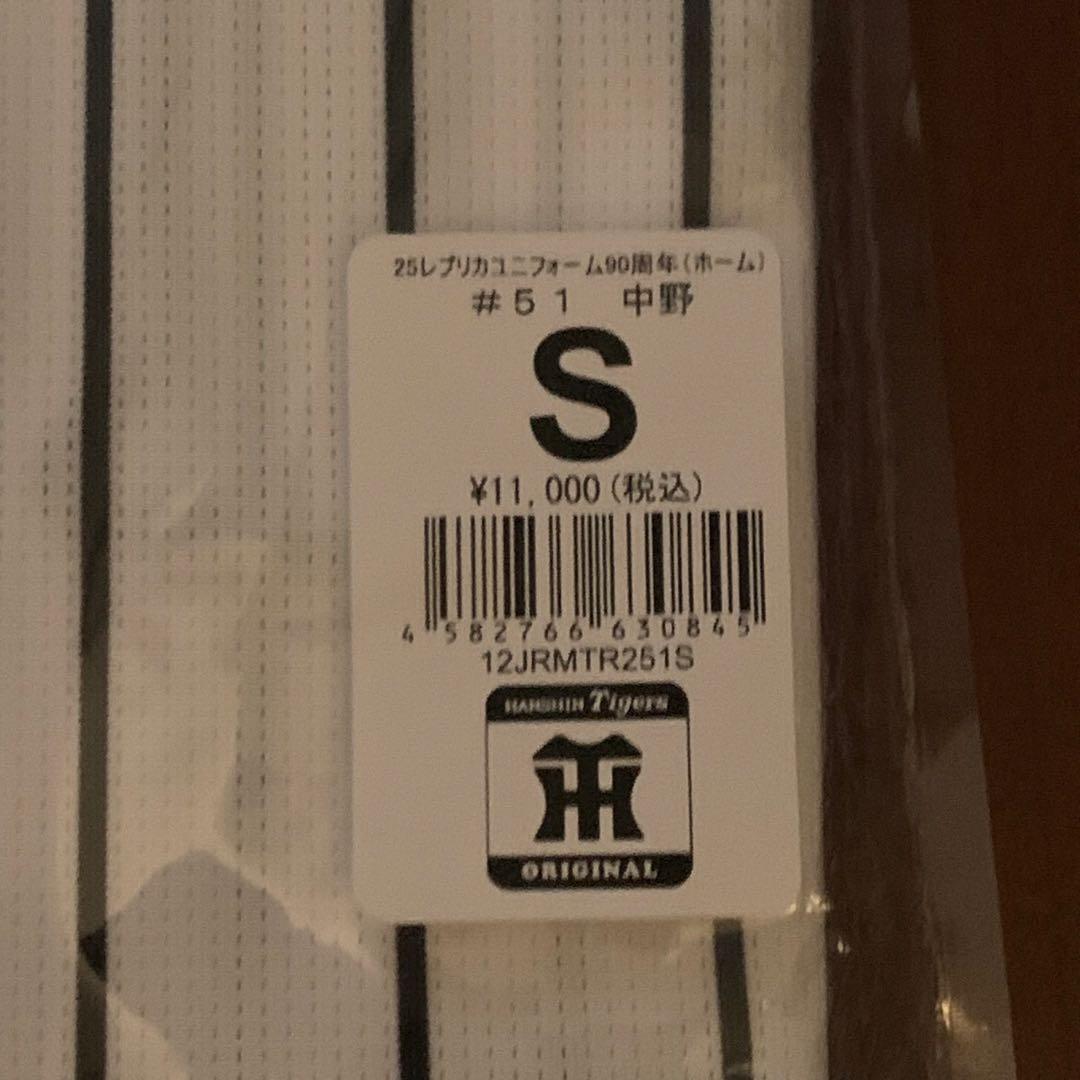 25レプリカユニフォーム90周年(ホーム)
#51 中野
S
¥11,000(税込)
4 582766 630845
12JRMTR251S
HANSHIN Tigers
HT
ORIGINAL